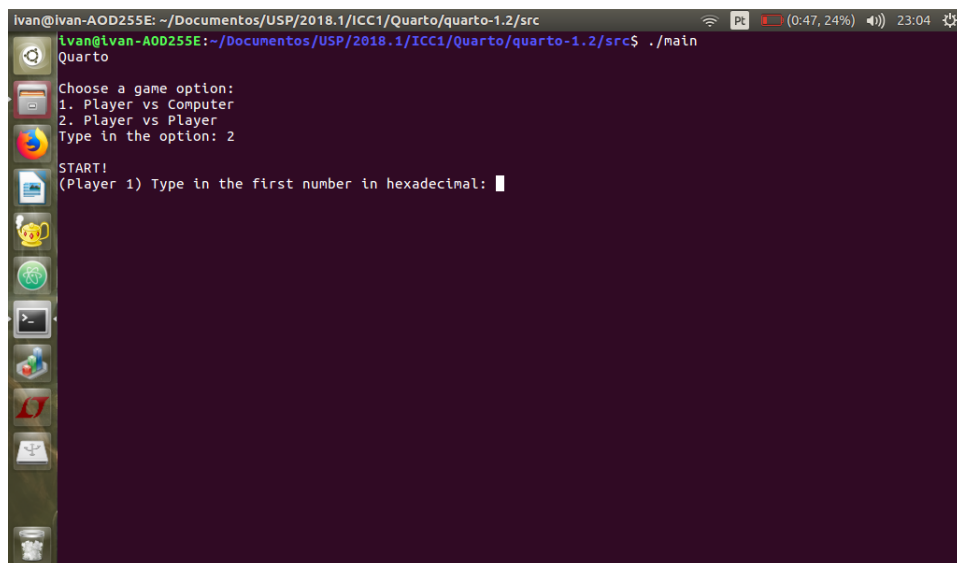 ivan@ivan-AOD255E: ~/Documentos/USP/2018.1/ICC1/Quarto/quarto-1.2/src Pt (0:47, 24%) 23:04
ivan@ivan-AOD255E:~/Documentos/USP/2018.1/ICC1/Quarto/quarto-1.2/src$ ./main
Quarto
Choose a game option:
1. Player vs Computer
2. Player vs Player
Type in the option: 2
START!
(Player 1) Type in the first number in hexadecimal: